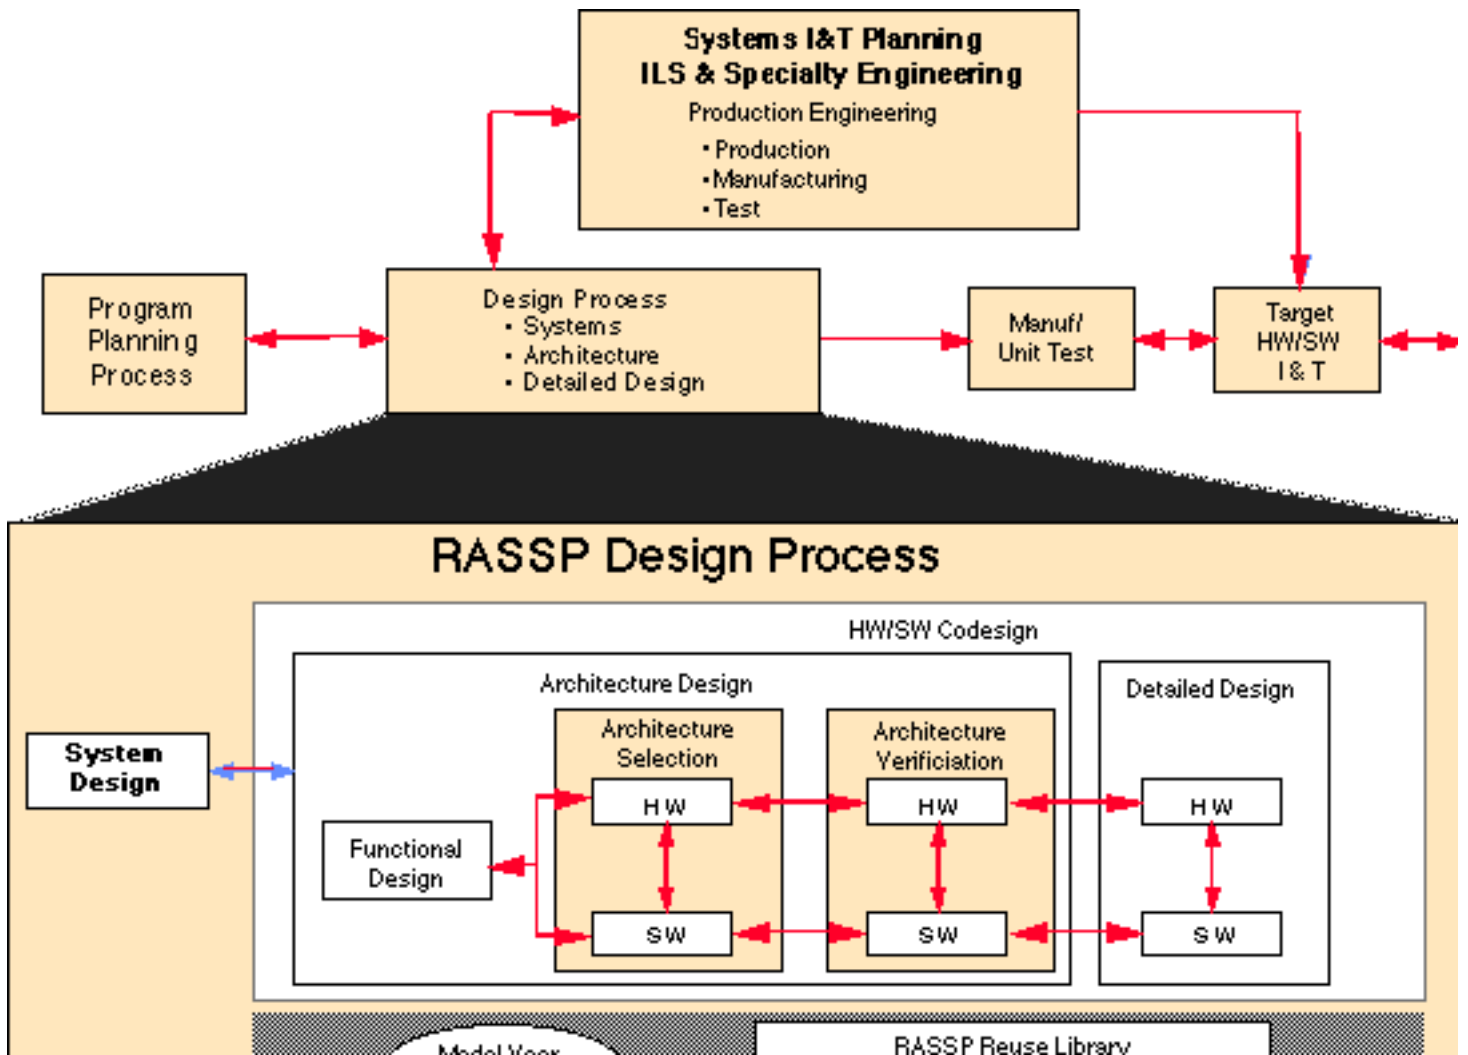 Systems I&T Planning
ILS & Specialty Engineering
Production Engineering
• Production
• Manufacturing
• Test
Program
Planning
Process
Design Process
• Systems
• Architecture
• Detailed Design
Manuf/
Unit Test
Target
HW/SW
I & T
RASSP Design Process
HW/SW Codesign
Architecture Design
Detailed Design
System
Design
Architecture
Selection
Architecture
Verificiation
HW
HW
HW
Functional
Design
SW
SW
SW
Model Year
RASSP Reuse Library